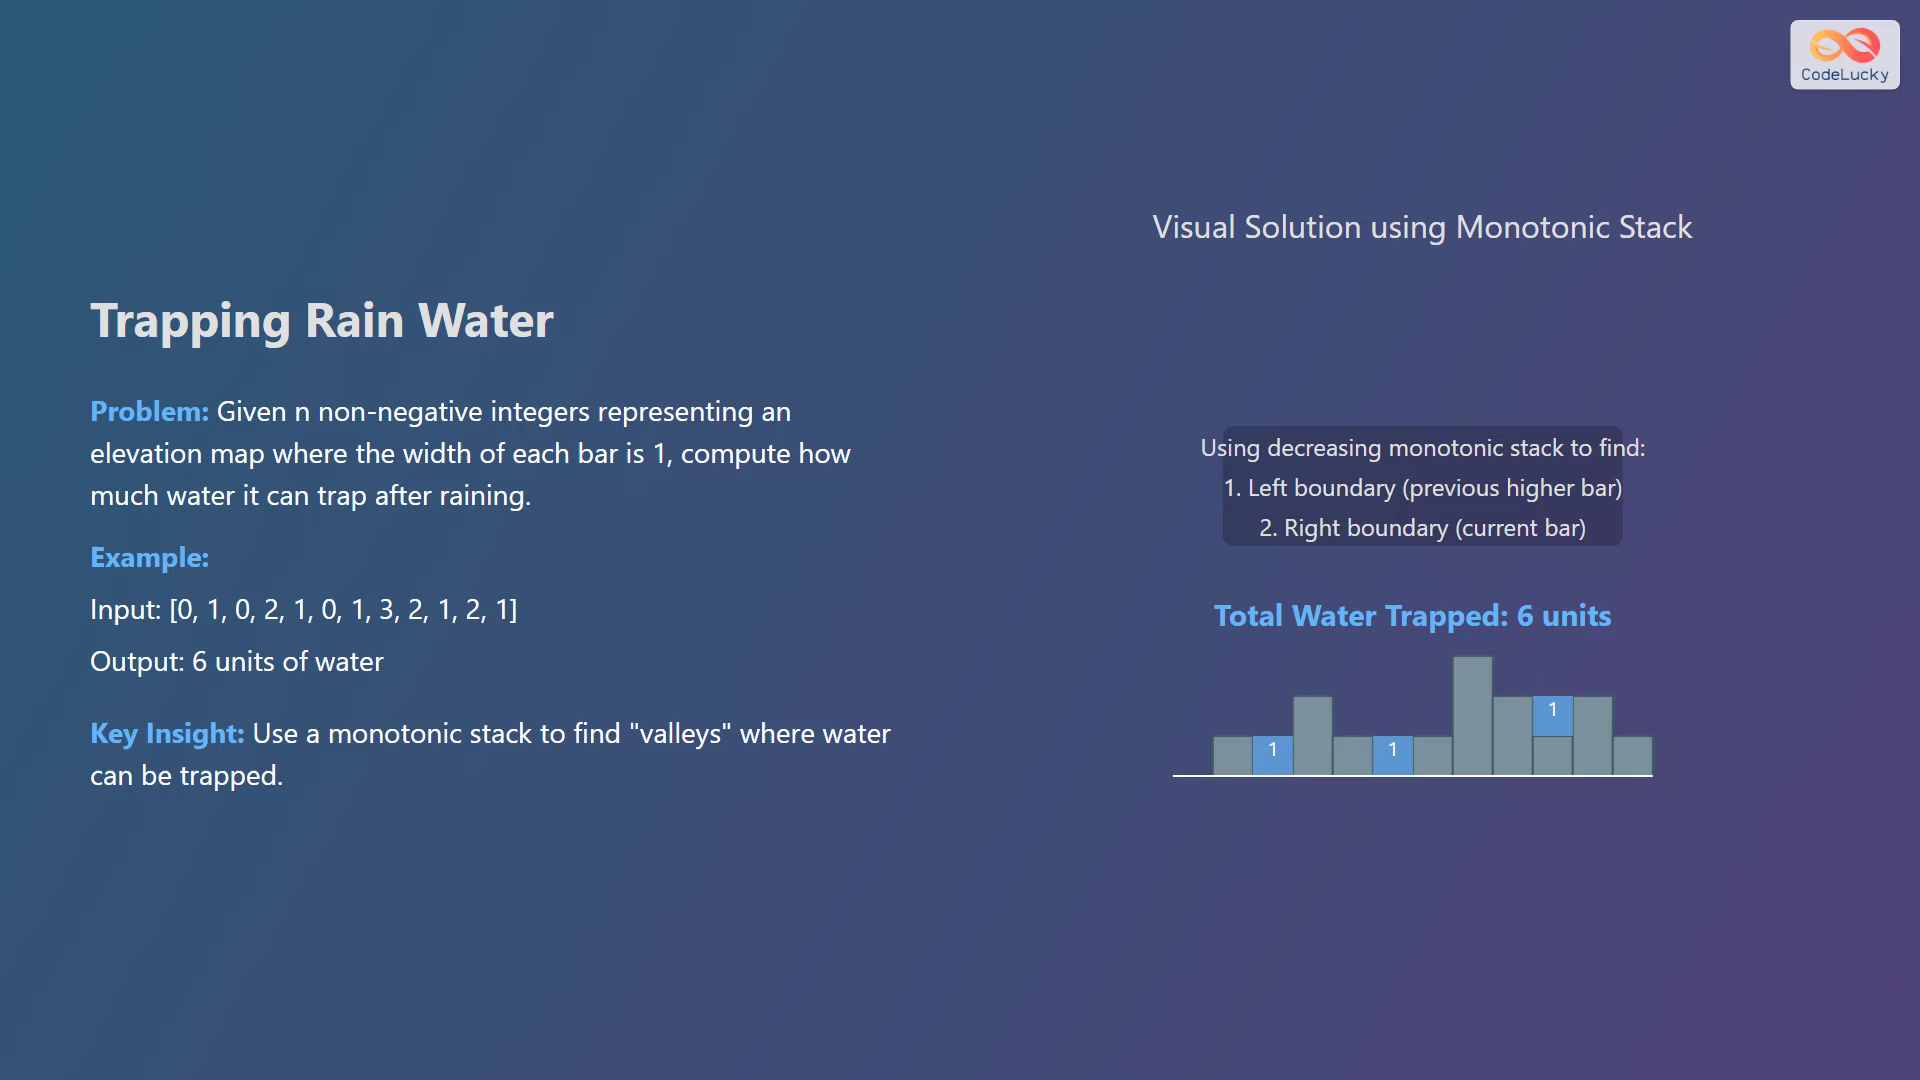 CodeLucky
Trapping Rain Water
Problem: Given n non-negative integers representing an
elevation map where the width of each bar is 1, compute how
much water it can trap after raining.
Example:
Input: [0, 1, 0, 2, 1, 0, 1, 3, 2, 1, 2, 1]
Output: 6 units of water
Key Insight: Use a monotonic stack to find "valleys" where water
can be trapped.
Visual Solution using Monotonic Stack
Using decreasing monotonic stack to find:
1. Left boundary (previous higher bar)
2. Right boundary (current bar)
Total Water Trapped: 6 units
1
1
1